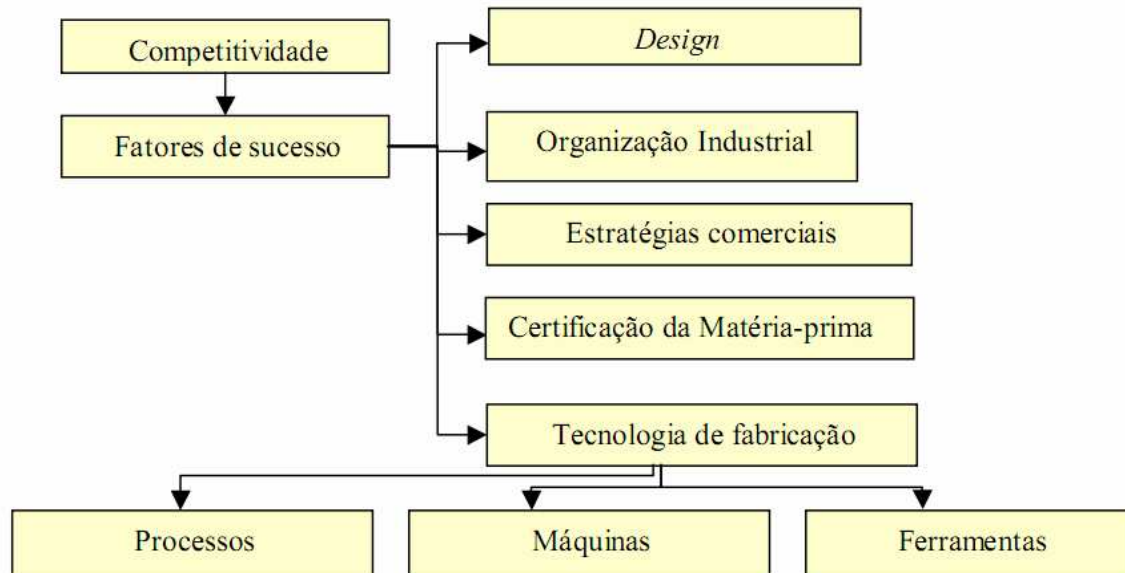 Competitividade
Design
Fatores de sucesso
Organização Industrial
Estratégias comerciais
Certificação da Matéria-prima
Tecnologia de fabricação
Processos
Máquinas
Ferramentas